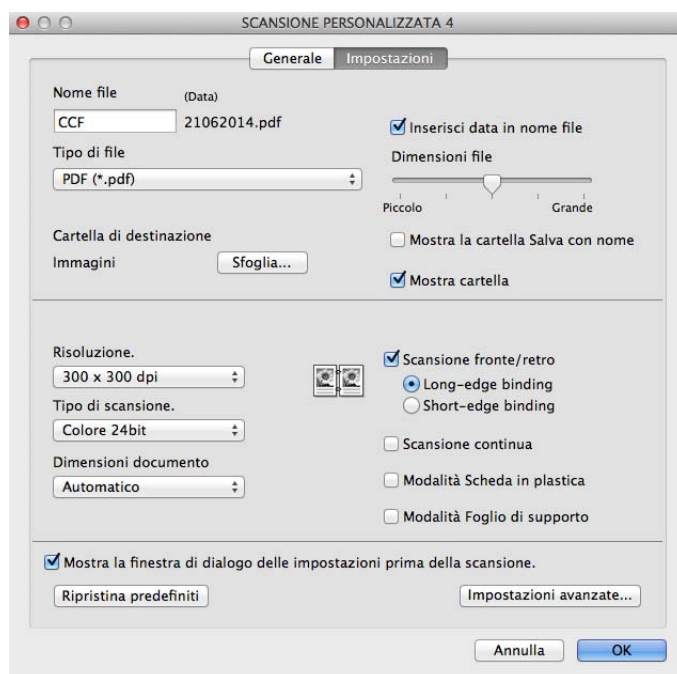 SCANSIONE PERSONALIZZATA 4
Generale Impostazioni
Nome file (Data)
CCF 21062014.pdf
Inserisci data in nome file
Tipo di file
PDF (*.pdf)
Dimensioni file
Piccolo Grande
Cartella di destinazione
Immagini Sfoglia...
Mostra la cartella Salva con nome
Mostra cartella
Risoluzione.
300 x 300 dpi
Tipo di scansione.
Colore 24bit
Dimensioni documento
Automatico
Scansione fronte/retro
Long-edge binding
Short-edge binding
Scansione continua
Modalità Scheda in plastica
Modalità Foglio di supporto
Mostra la finestra di dialogo delle impostazioni prima della scansione.
Ripristina predefiniti Impostazioni avanzate...
Annulla OK